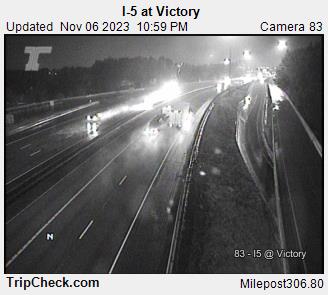 I-5 at Victory
Updated Nov 06 2023 10:59 PM Camera 83
T
N
83 - I5 @ Victory
TripCheck.com Milepost306.80